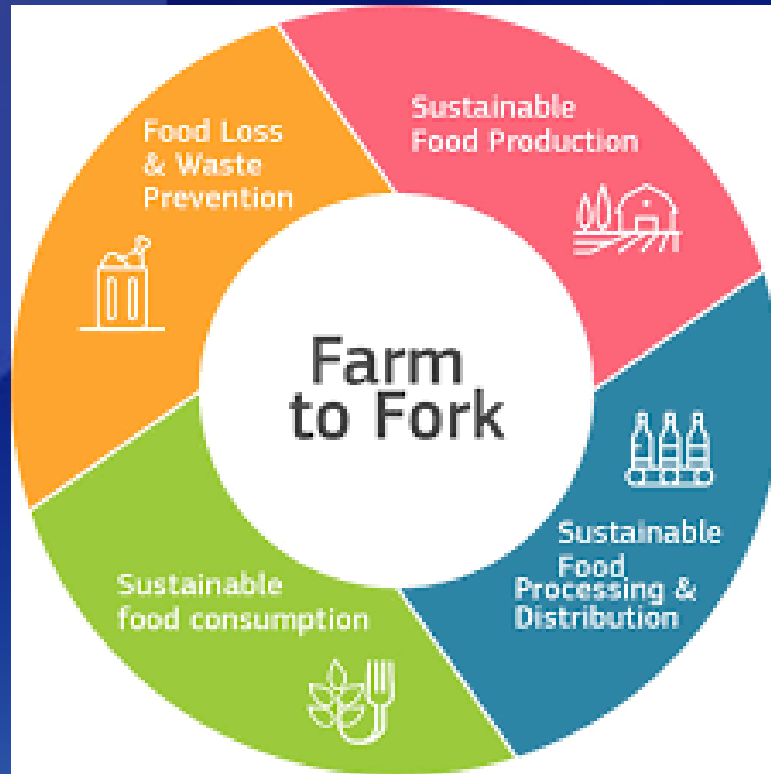 Food Loss
& Waste
Prevention
Sustainable
Food Production
Farm
to Fork
Sustainable
Food
Processing &
Distribution
Sustainable
food consumption